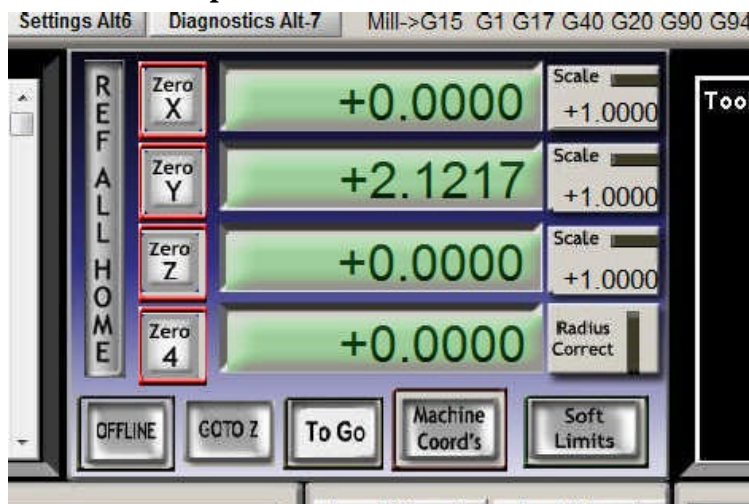 Settings Alt6 Diagnostics Alt-7 Mill->G15 G1 G17 G40 G20 G90 G94
REF ALL HOME
Zero X +0.0000 Scale +1.0000
Zero Y +2.1217 Scale +1.0000
Zero Z +0.0000 Scale +1.0000
Zero 4 +0.0000 Radius Correct
OFFLINE GOTO Z To Go Machine Coord's Soft Limits
Too